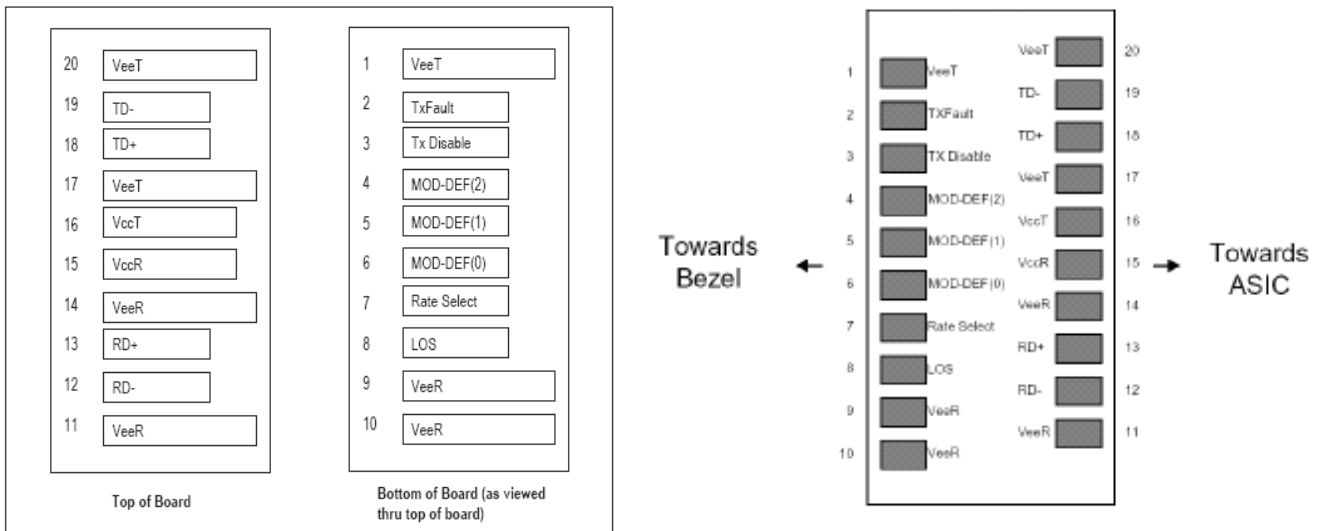 20 VeeT
19 TD-
18 TD+
17 VeeT
16 VccT
15 VccR
14 VeeR
13 RD+
12 RD-
11 VeeR
Top of Board
1 VeeT
2 TxFault
3 Tx Disable
4 MOD-DEF(2)
5 MOD-DEF(1)
6 MOD-DEF(0)
7 Rate Select
8 LOS
9 VeeR
10 VeeR
Bottom of Board (as viewed
thru top of board)
Towards
Bezel
1 VeeT
2 TXFault
3 TX Disable
4 MOD-DEF(2)
5 MOD-DEF(1)
6 MOD-DEF(0)
7 Rate Select
8 LOS
9 VeeR
10 VeeR
VeeT 20
TD- 19
TD+ 18
VeeT 17
VccT 16
VccR 15
VeeR 14
RD+ 13
RD- 12
VeeR 11
Towards
ASIC